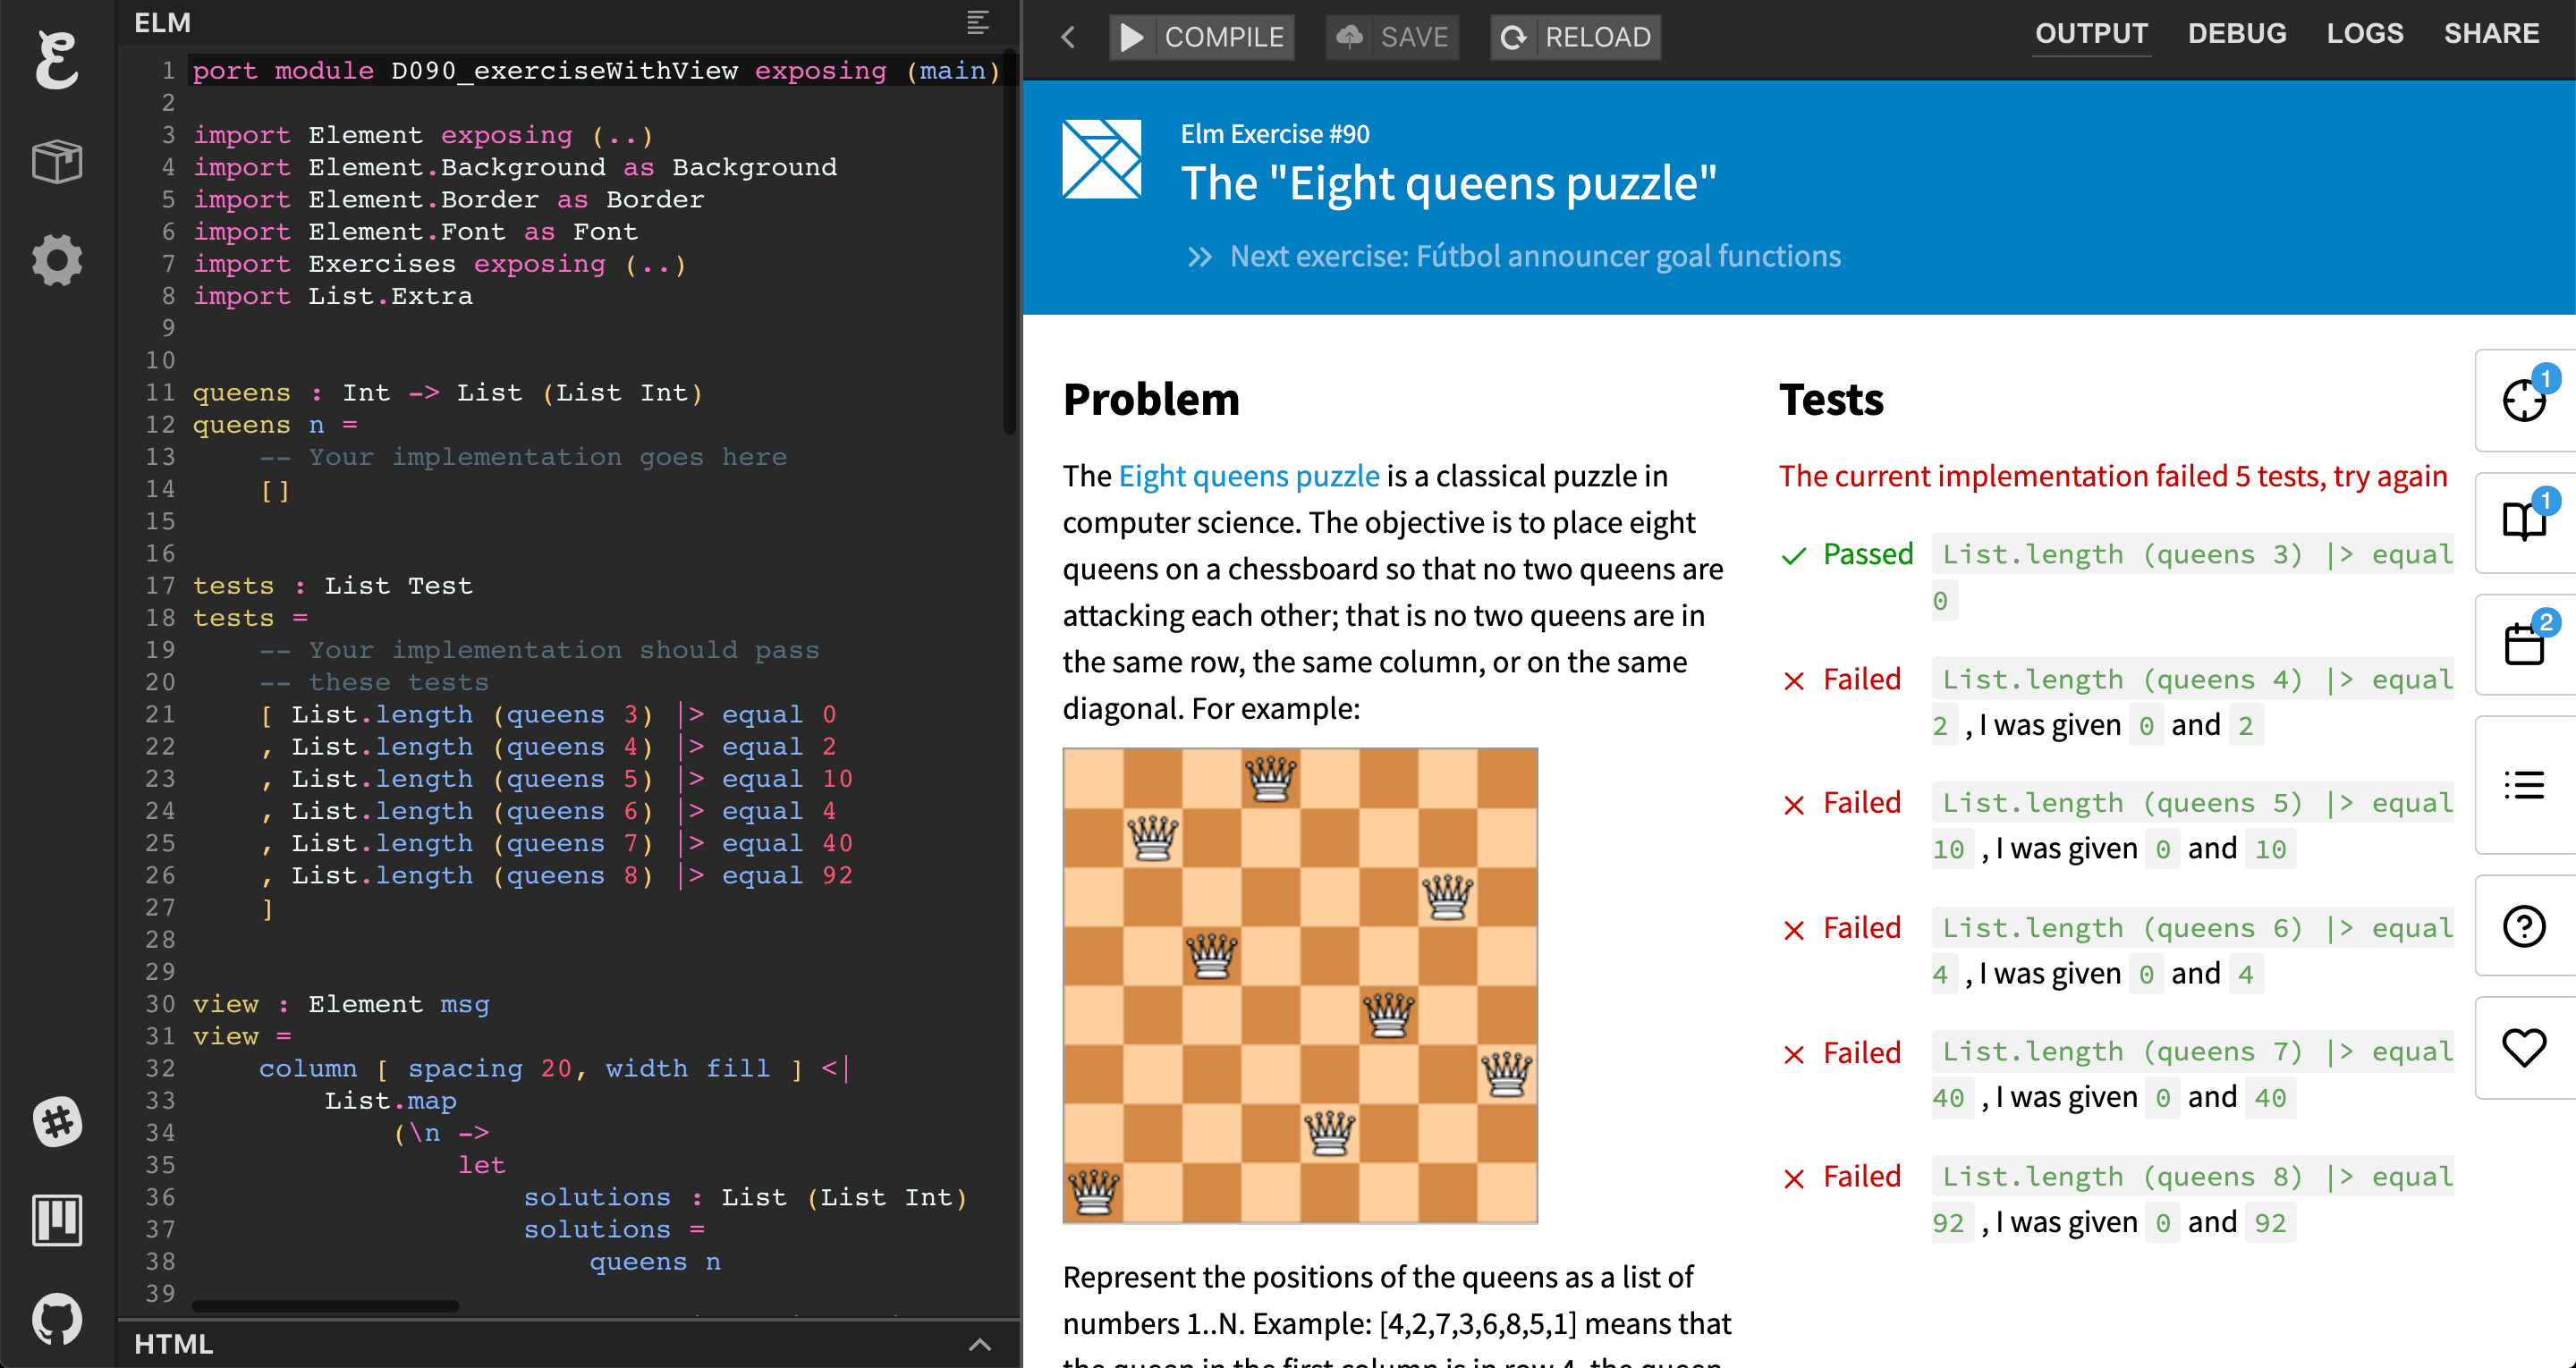 ELM
1 port module D090_exerciseWithView exposing (main)
2
3 import Element exposing (..)
4 import Element.Background as Background
5 import Element.Border as Border
6 import Element.Font as Font
7 import Exercises exposing (..)
8 import List.Extra
9
10
11 queens : Int -> List (List Int)
12 queens n =
13     -- Your implementation goes here
14     []
15
16
17 tests : List Test
18 tests =
19     -- Your implementation should pass
20     -- these tests
21     [ List.length (queens 3) |> equal 0
22     , List.length (queens 4) |> equal 2
23     , List.length (queens 5) |> equal 10
24     , List.length (queens 6) |> equal 4
25     , List.length (queens 7) |> equal 40
26     , List.length (queens 8) |> equal 92
27     ]
28
29
30 view : Element msg
31 view =
32     column [ spacing 20, width fill ] <|
33         List.map
34             (\n ->
35                 let
36                     solutions : List (List Int)
37                     solutions =
38                         queens n
39
HTML
COMPILE
SAVE
RELOAD
OUTPUT
DEBUG
LOGS
SHARE
Elm Exercise #90
The "Eight queens puzzle"
Next exercise: Fútbol announcer goal functions
Problem
The Eight queens puzzle is a classical puzzle in
computer science. The objective is to place eight
queens on a chessboard so that no two queens are
attacking each other; that is no two queens are in
the same row, the same column, or on the same
diagonal. For example:
Represent the positions of the queens as a list of
numbers 1..N. Example: [4,2,7,3,6,8,5,1] means that
the queen in the first column is in row 4, the queen
Tests
The current implementation failed 5 tests, try again
Passed List.length (queens 3) |> equal
0
Failed List.length (queens 4) |> equal
2 , I was given 0 and 2
Failed List.length (queens 5) |> equal
10 , I was given 0 and 10
Failed List.length (queens 6) |> equal
4 , I was given 0 and 4
Failed List.length (queens 7) |> equal
40 , I was given 0 and 40
Failed List.length (queens 8) |> equal
92 , I was given 0 and 92
1
1
2